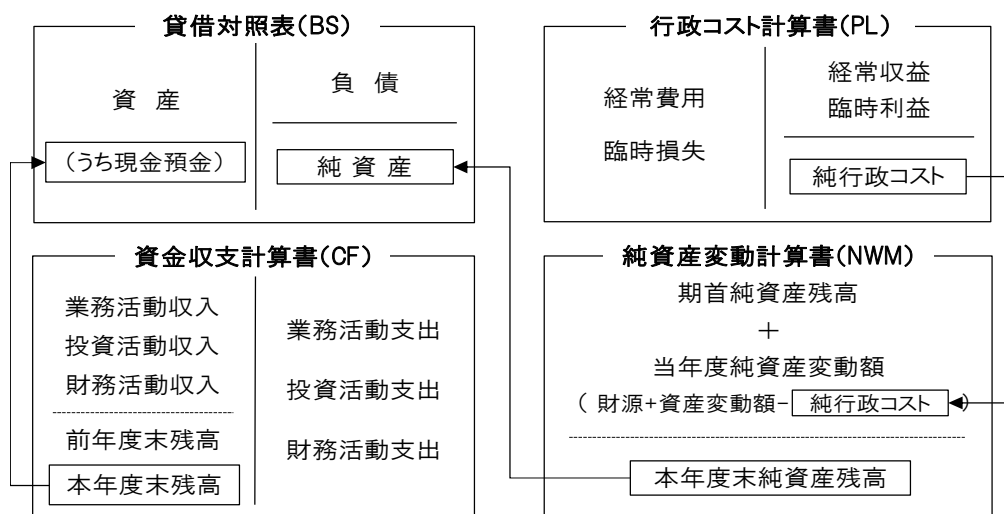 貸借対照表(BS)
資 産
(うち現金預金)
負 債
純 資 産
行政コスト計算書(PL)
経常費用
臨時損失
経常収益
臨時利益
純行政コスト
資金収支計算書(CF)
業務活動収入
投資活動収入
財務活動収入
前年度末残高
本年度末残高
業務活動支出
投資活動支出
財務活動支出
純資産変動計算書(NWM)
期首純資産残高
+
当年度純資産変動額
( 財源+資産変動額-純行政コスト )
本年度末純資産残高